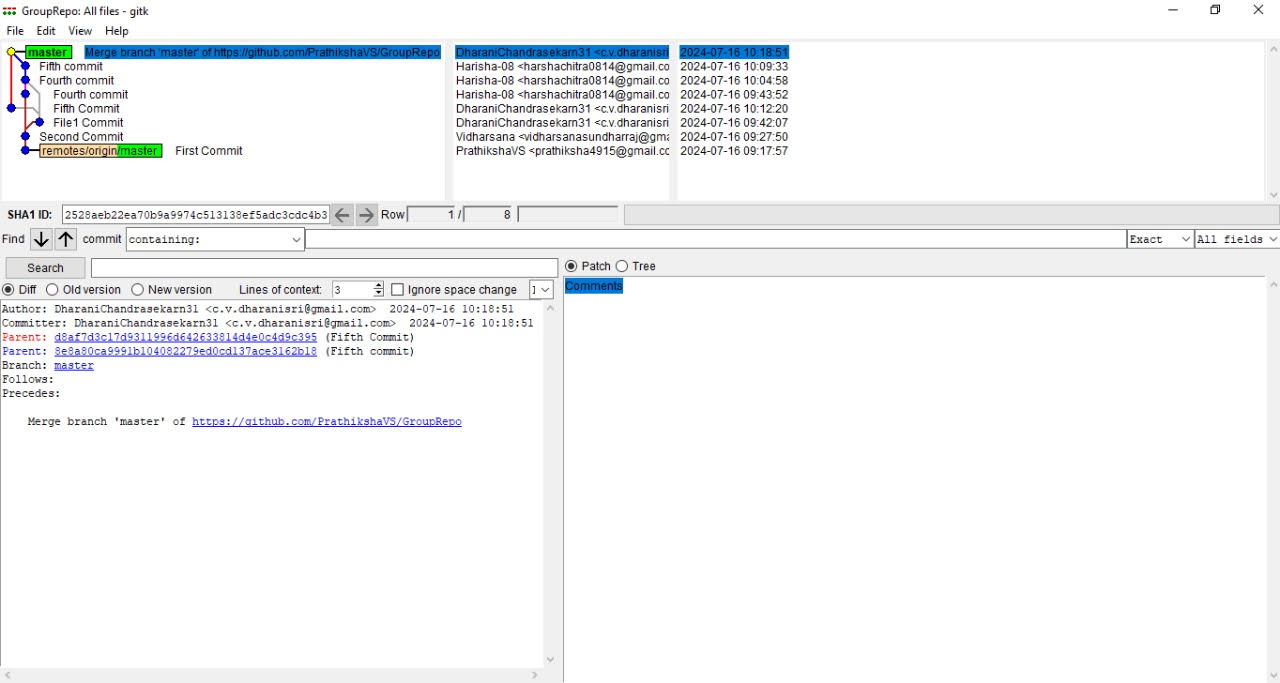 GroupRepo: All files - gitk
File Edit View Help
master Merge branch 'master' of https://github.com/PrathikshaVS/GroupRepo DharaniChandrasekarn31 <c.v.dharanisri 2024-07-16 10:18:51
Fifth commit Harisha-08 <harshachitra0814@gmail.co 2024-07-16 10:09:33
Fourth commit Harisha-08 <harshachitra0814@gmail.co 2024-07-16 10:04:58
Fourth commit Harisha-08 <harshachitra0814@gmail.co 2024-07-16 09:43:52
Fifth Commit DharaniChandrasekarn31 <c.v.dharanisri 2024-07-16 10:12:20
File1 Commit DharaniChandrasekarn31 <c.v.dharanisri 2024-07-16 09:42:07
Second Commit Vidharsana <vidharsanasundharraj@gma 2024-07-16 09:27:50
remotes/origin/master First Commit PrathikshaVS <prathiksha4915@gmail.cc 2024-07-16 09:17:57
SHA1 ID: 2528aeb22ea70b9a9974c513138ef5adc3cdc4b3 Row 1 / 8
Find commit containing: Exact All fields
Search Patch Tree
Diff Old version New version Lines of context: 3 Ignore space change
Comments
Author: DharaniChandrasekarn31 <c.v.dharanisri@gmail.com> 2024-07-16 10:18:51
Committer: DharaniChandrasekarn31 <c.v.dharanisri@gmail.com> 2024-07-16 10:18:51
Parent: d8af7d3c17d9311996d642633814d4e0c4d9c395 (Fifth Commit)
Parent: 8e8a80ca9991b104082279ed0cd137ace3162b18 (Fifth commit)
Branch: master
Follows:
Precedes:
Merge branch 'master' of https://github.com/PrathikshaVS/GroupRepo